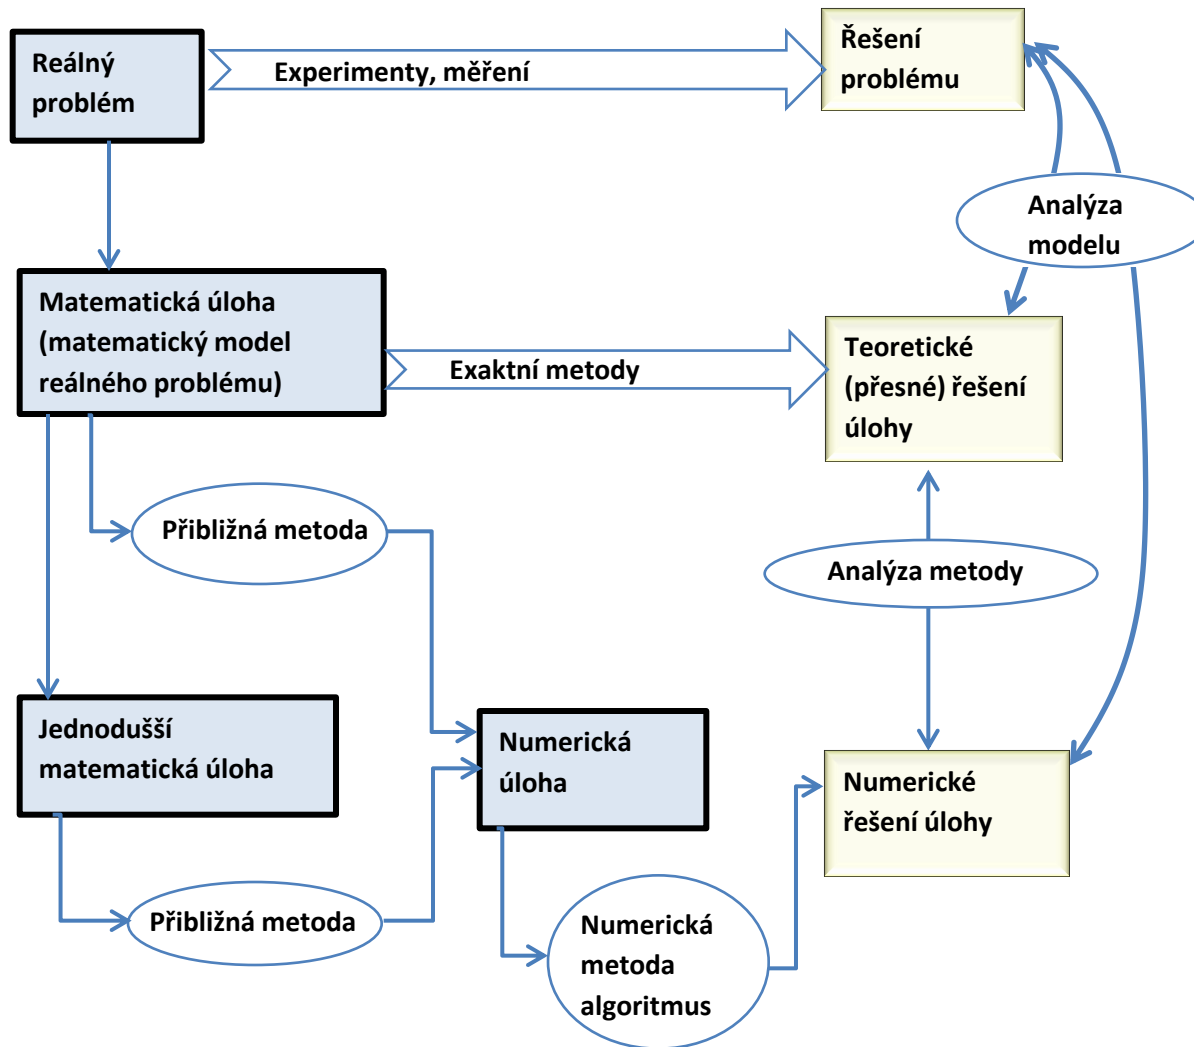 Reálný
problém
Experimenty, měření
Řešení
problému
Analýza
modelu
Matematická úloha
(matematický model
reálného problému)
Exaktní metody
Teoretické
(přesné) řešení
úlohy
Přibližná metoda
Analýza metody
Jednodušší
matematická úloha
Numerická
úloha
Numerické
řešení úlohy
Přibližná metoda
Numerická
metoda
algoritmus